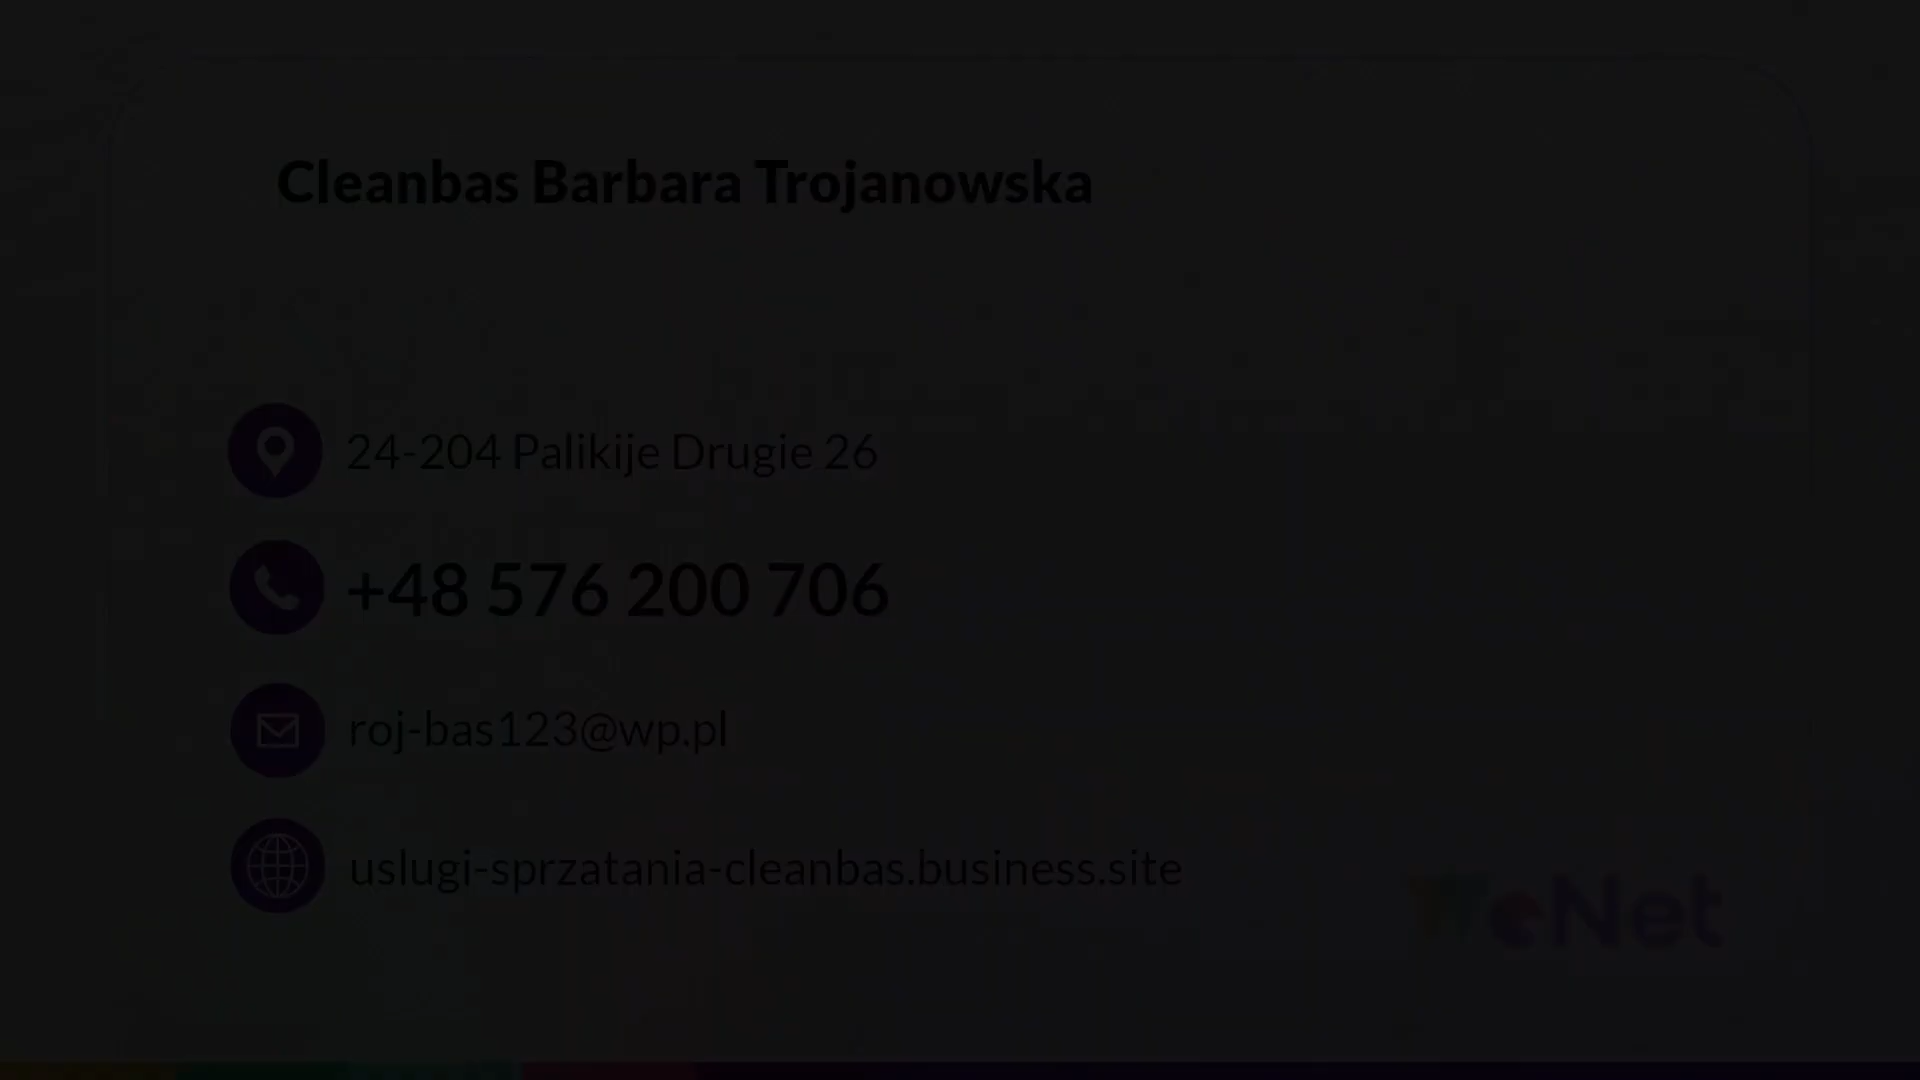 Cleanbas Barbara Trojanowska
24-204 Palikije Drugie 26
+48 576 200 706
roj-bas123@wp.pl
uslugi-sprzatania-cleanbas.business.site
WeNet